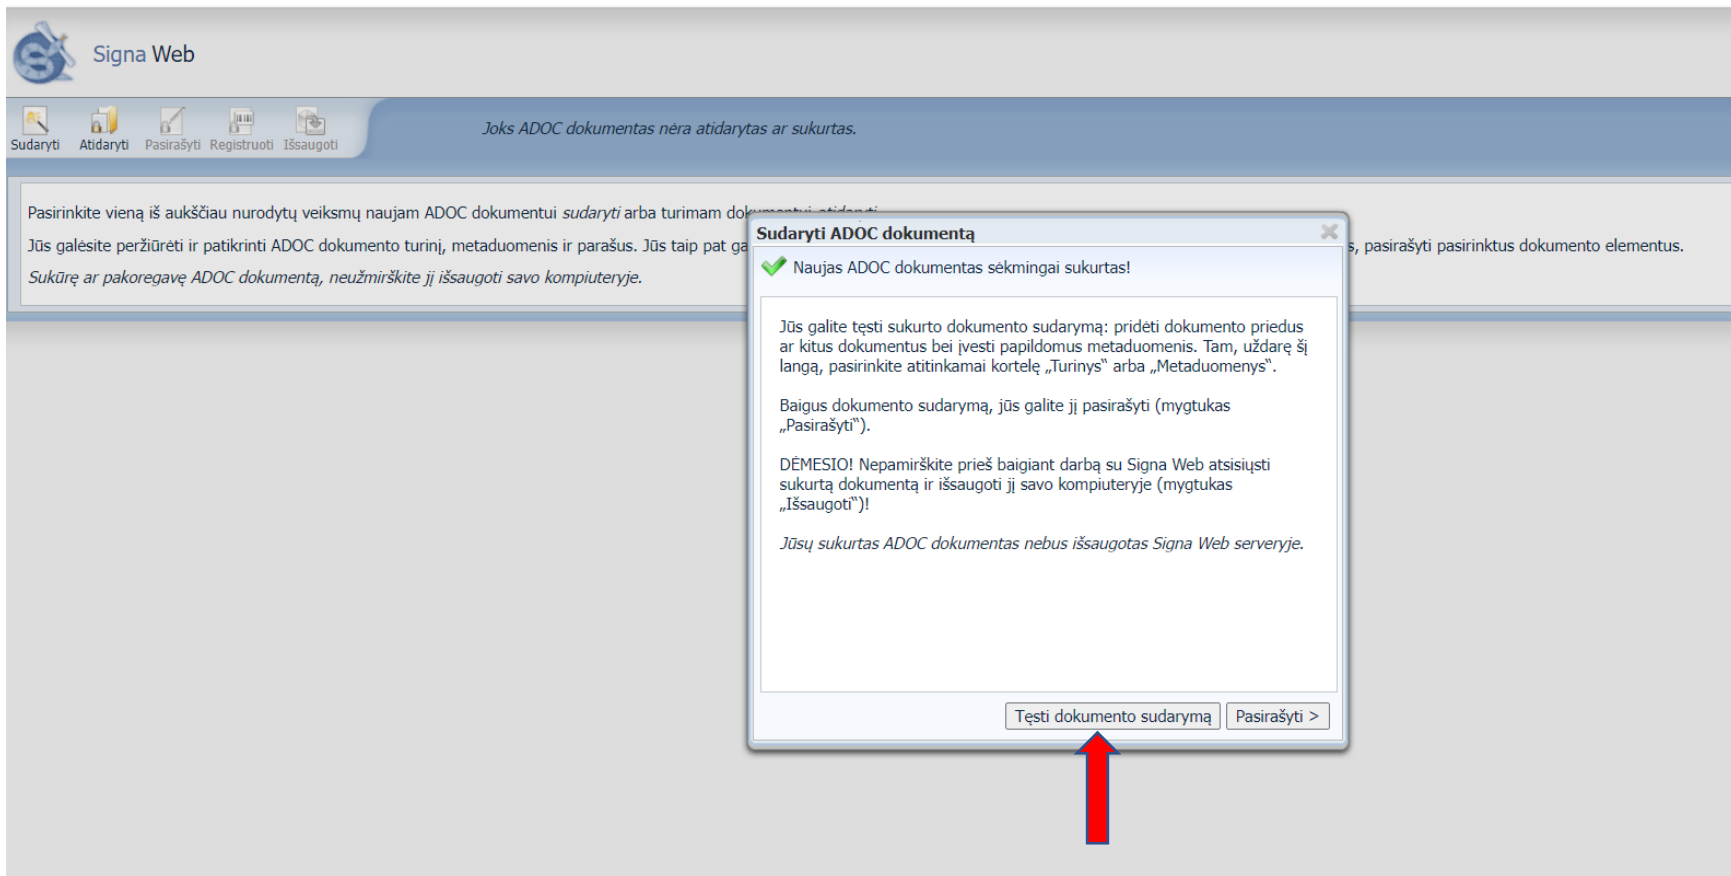 Signa Web
Sudaryti Atidaryti Pasirašyti Registruoti Išsaugoti
Joks ADOC dokumentas nėra atidarytas ar sukurtas.
Pasirinkite vieną iš aukščiau nurodytų veiksmų naujam ADOC dokumentui sudaryti arba turimam
Jūs galėsite peržiūrėti ir patikrinti ADOC dokumento turinį, metaduomenis ir parašus. Jūs taip pat ga
s, pasirašyti pasirinktus dokumento elementus.
Sukūrę ar pakoregavę ADOC dokumentą, neužmirškite jį išsaugoti savo kompiuteryje.
Sudaryti ADOC dokumentą
Naujas ADOC dokumentas sėkmingai sukurtas!
Jūs galite tęsti sukurto dokumento sudarymą: pridėti dokumento priedus
ar kitus dokumentus bei įvesti papildomus metaduomenis. Tam, uždarę šį
langą, pasirinkite atitinkamai kortelę „Turinys“ arba „Metaduomenys“.
Baigus dokumento sudarymą, jūs galite jį pasirašyti (mygtukas
„Pasirašyti“).
DĖMESIO! Nepamirškite prieš baigiant darbą su Signa Web atsisiųsti
sukurtą dokumentą ir išsaugoti jį savo kompiuteryje (mygtukas
„Išsaugoti“)!
Jūsų sukurtas ADOC dokumentas nebus išsaugotas Signa Web serveryje.
Tęsti dokumento sudarymą
Pasirašyti >